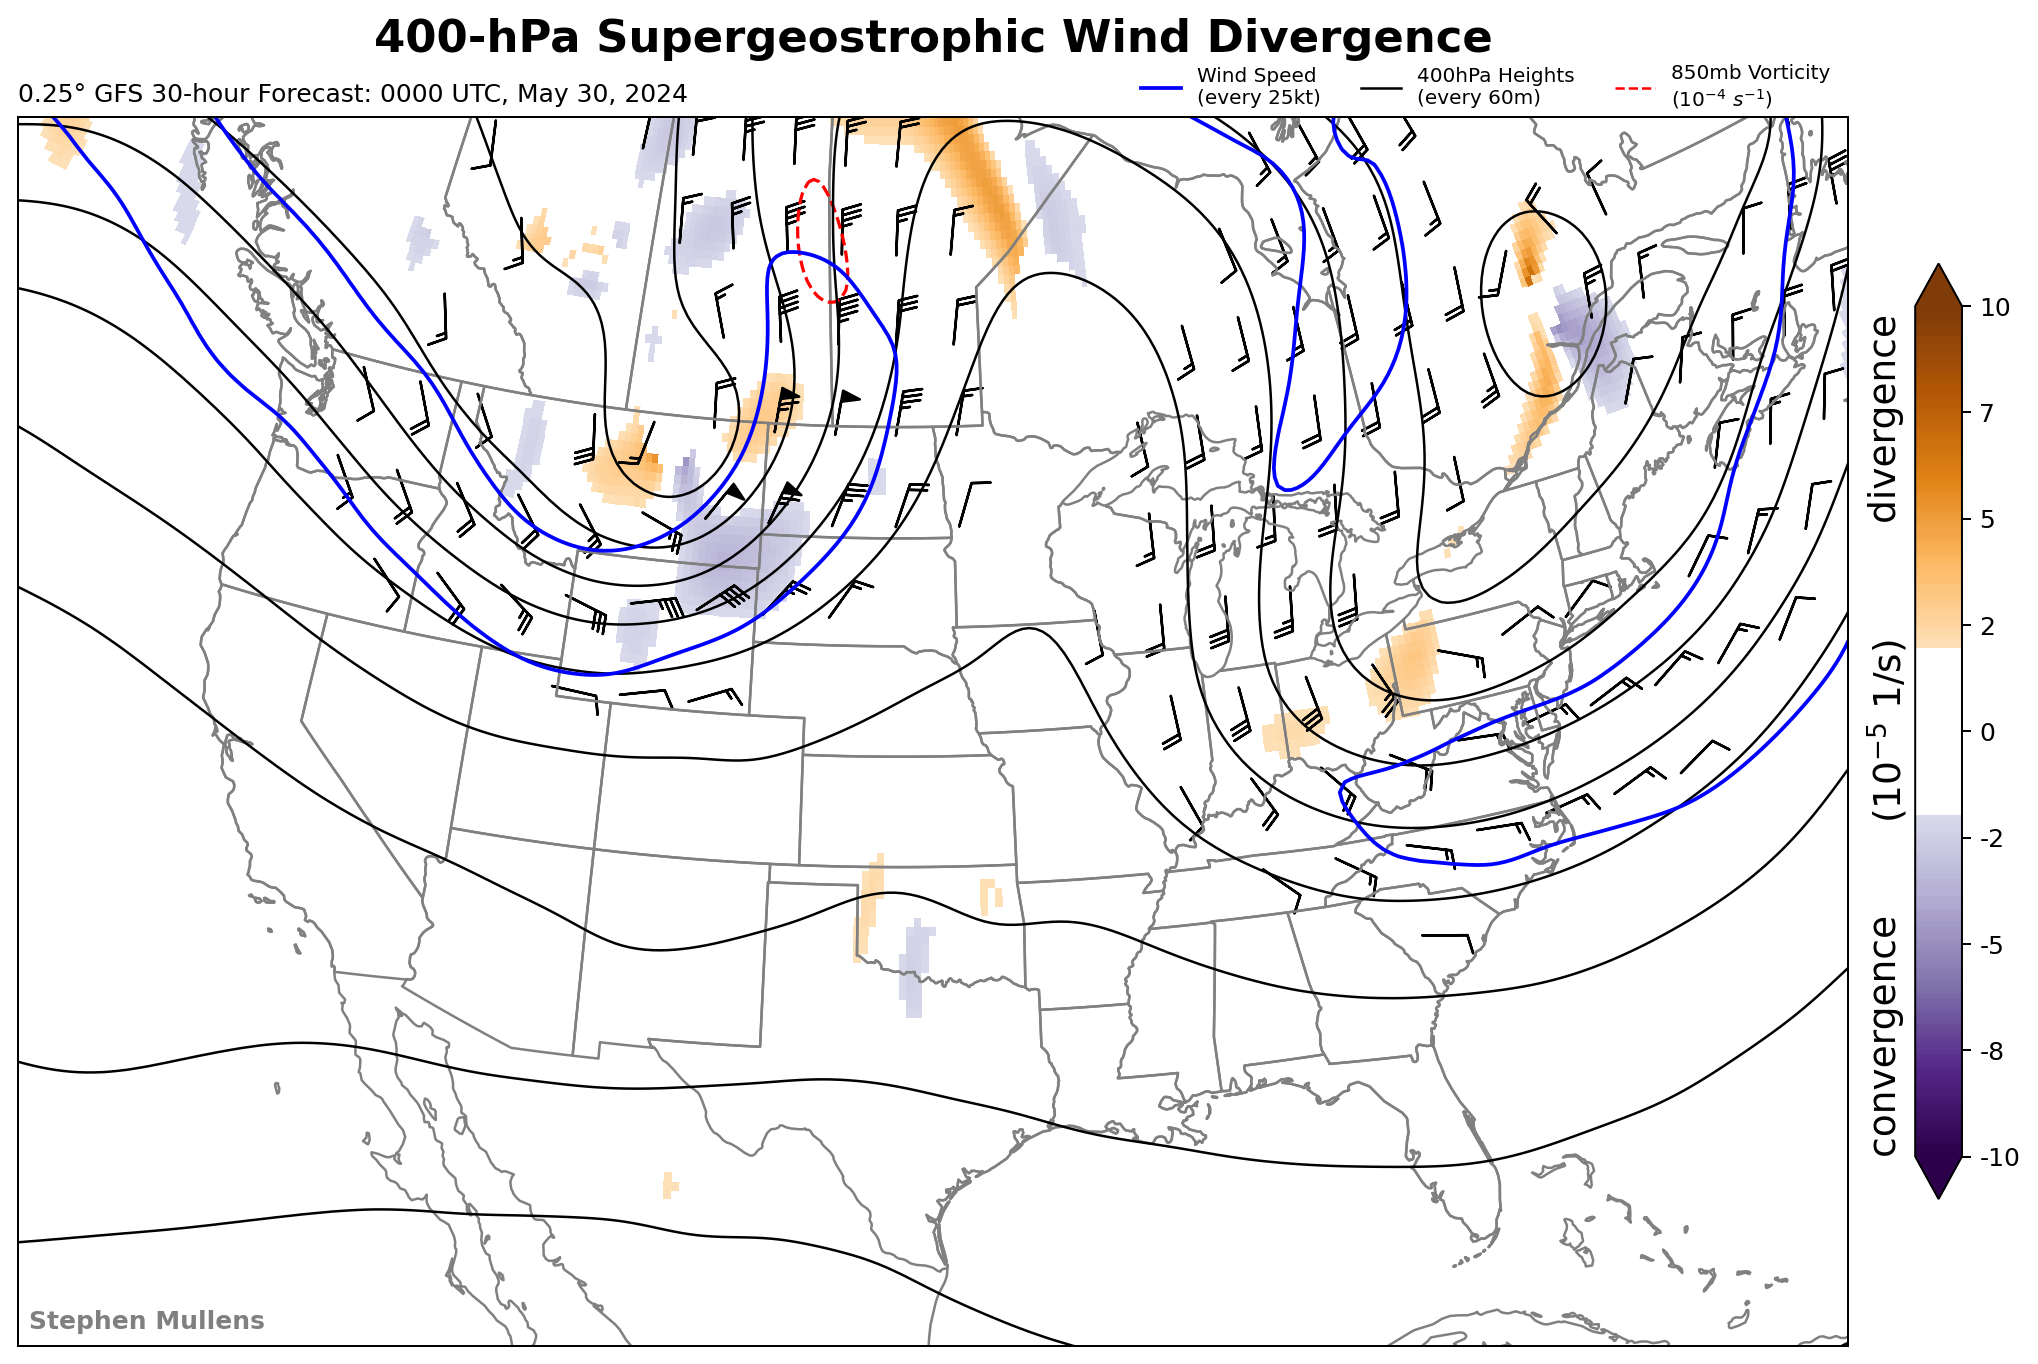 400-hPa Supergeostrophic Wind Divergence
0.25° GFS 30-hour Forecast: 0000 UTC, May 30, 2024
Wind Speed
(every 25kt)
400hPa Heights
(every 60m)
850mb Vorticity
(10⁻⁴ s⁻¹)
10
7
5
2
0
-2
-5
-8
-10
convergence (10⁻⁵ 1/s) divergence
Stephen Mullens